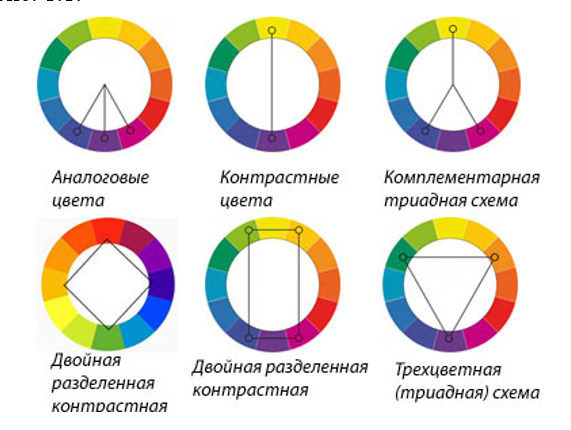 Аналоговые
цвета
Контрастные
цвета
Комплементарная
триадная схема
Двойная
разделенная
контрастная
Двойная разделенная
контрастная
Трехцветная
(триадная) схема